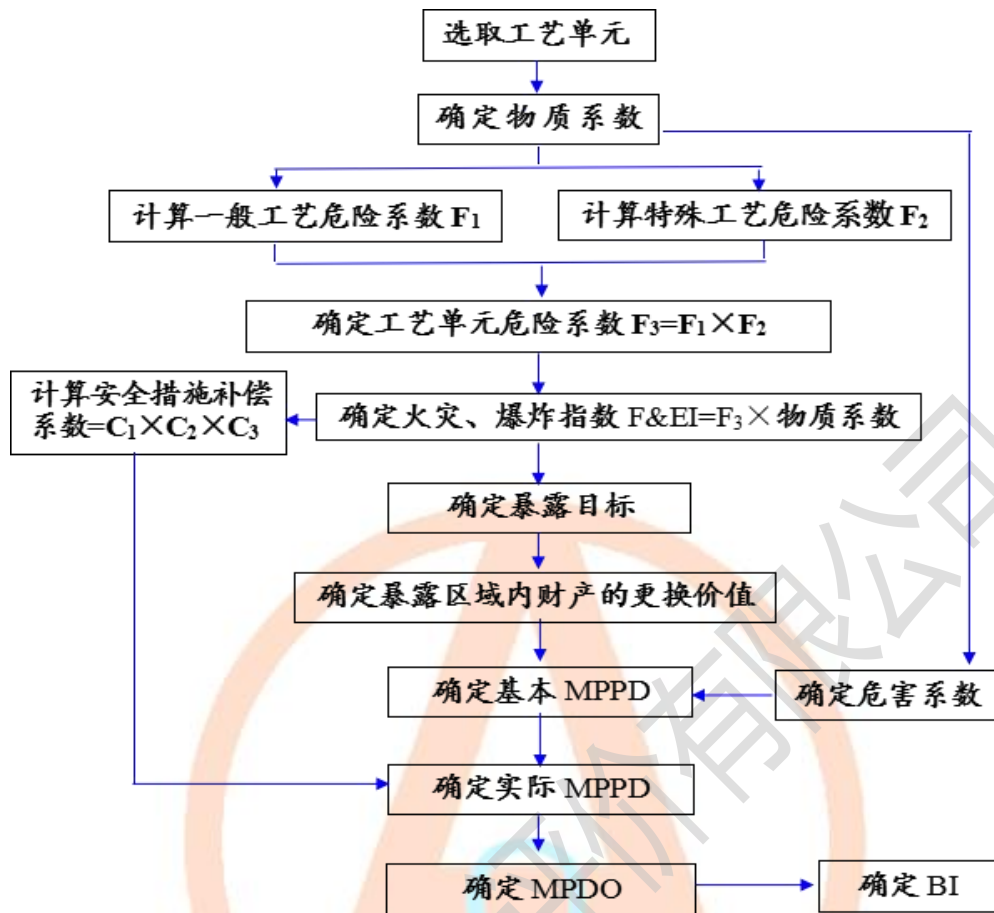 选取工艺单元
确定物质系数
计算一般工艺危险系数F₁
计算特殊工艺危险系数F₂
确定工艺单元危险系数F₃=F₁×F₂
计算安全措施补偿
系数=C₁×C₂×C₃
确定火灾、爆炸指数 F&EI=F₃×物质系数
确定暴露目标
确定暴露区域内财产的更换价值
确定基本 MPPD
确定危害系数
确定实际 MPPD
确定 MPDO
确定 BI
评价有限公司